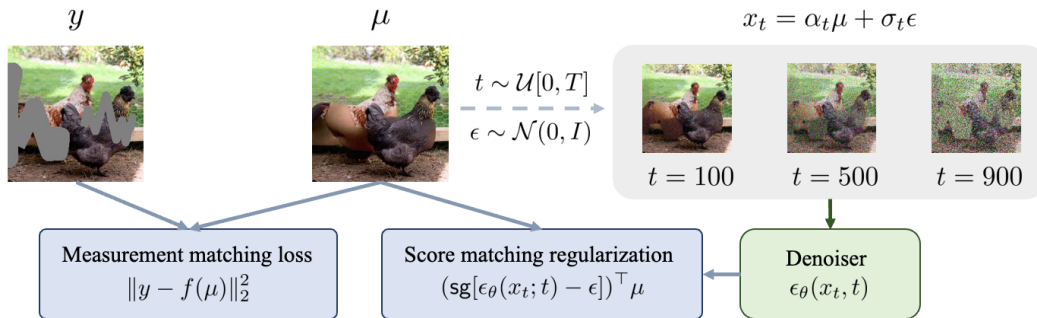 y
μ
x_t = α_t μ + σ_t ϵ
t ∼ 𝒰[0, T]
ϵ ∼ 𝒩(0, I)
t = 100
t = 500
t = 900
Measurement matching loss
‖y − f(μ)‖₂²
Score matching regularization
(sg[ϵ_θ(x_t; t) − ϵ])^⊤ μ
Denoiser
ϵ_θ(x_t, t)